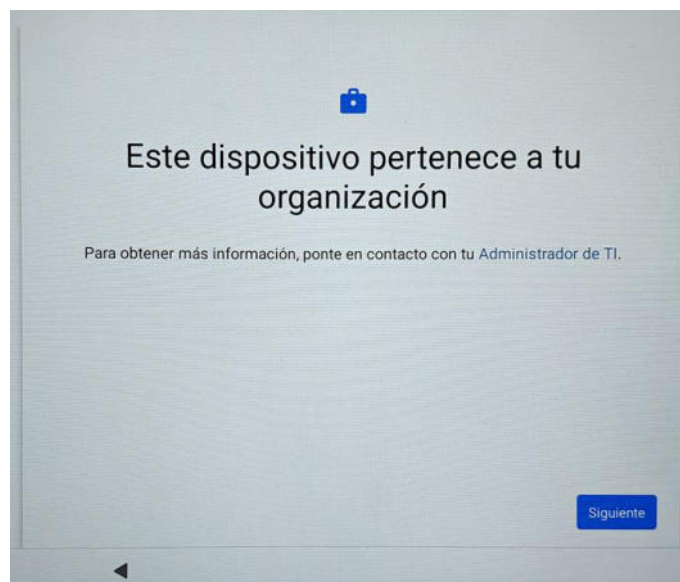 Este dispositivo pertenece a tu
organización
Para obtener más información, ponte en contacto con tu Administrador de TI.
Siguiente